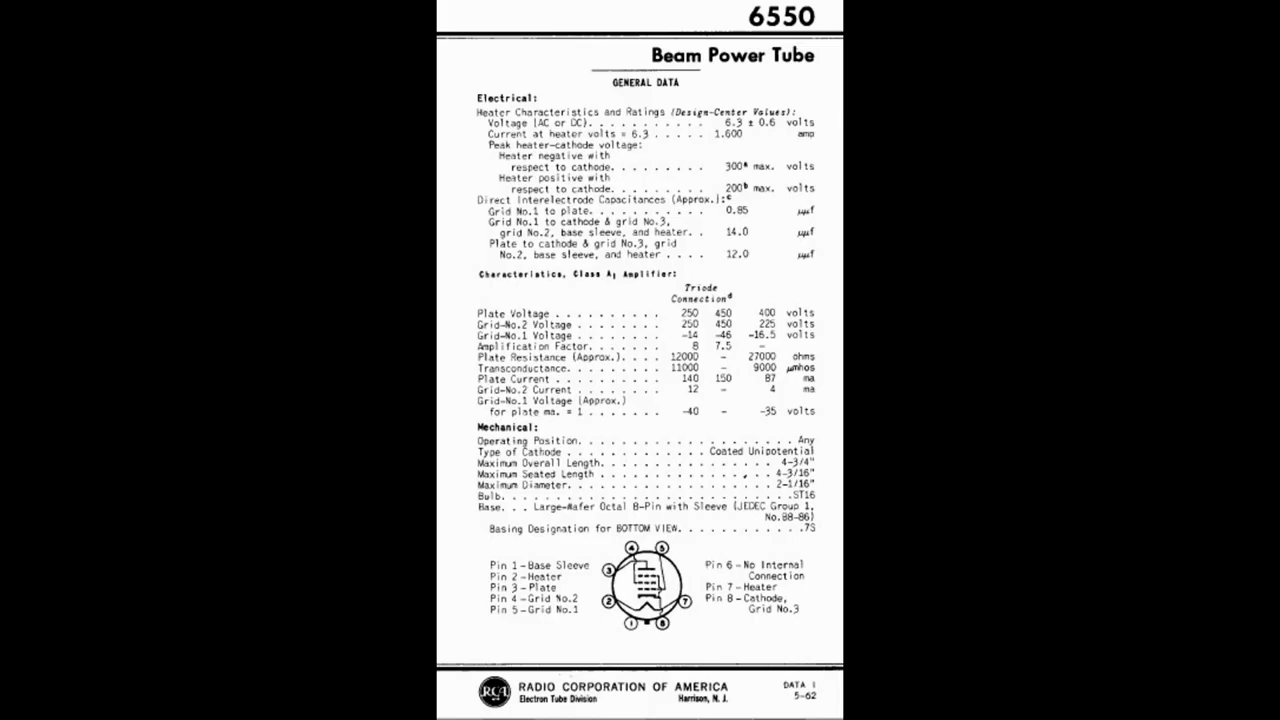 6550
Beam Power Tube
GENERAL DATA
Electrical:
Heater Characteristics and Ratings (Design-Center Values):
Voltage (AC or DC). . . . . . . . . . . 6.3 ± 0.6 volts
Current at heater volts = 6.3 . . . . . 1.600 amp
Peak heater-cathode voltage:
Heater negative with
respect to cathode. . . . . . . . . 300ᵃ max. volts
Heater positive with
respect to cathode. . . . . . . . . 200ᵇ max. volts
Direct Interelectrode Capacitances (Approx.):ᶜ
Grid No.1 to plate. . . . . . . . . . . 0.85 μμf
Grid No.1 to cathode & grid No.3,
grid No.2, base sleeve, and heater. . 14.0 μμf
Plate to cathode & grid No.3, grid
No.2, base sleeve, and heater . . . . 12.0 μμf
Characteristics, Class A₁ Amplifier:
Triode
Connectionᵈ
Plate Voltage . . . . . . . . . . 250 450 400 volts
Grid-No.2 Voltage . . . . . . . . 250 450 225 volts
Grid-No.1 Voltage . . . . . . . . -14 -46 -16.5 volts
Amplification Factor. . . . . . . 8 7.5 -
Plate Resistance (Approx.). . . . 12000 - 27000 ohms
Transconductance. . . . . . . . . 11000 - 9000 μmhos
Plate Current . . . . . . . . . . 140 150 87 ma
Grid-No.2 Current . . . . . . . . 12 - 4 ma
Grid-No.1 Voltage (Approx.)
for plate ma. = 1 . . . . . . . -40 - -35 volts
Mechanical:
Operating Position. . . . . . . . . . . . . . . . . . . Any
Type of Cathode . . . . . . . . . . . . Coated Unipotential
Maximum Overall Length. . . . . . . . . . . . . . . . 4-3/4"
Maximum Seated Length . . . . . . . . . . . . . . . . 4-3/16"
Maximum Diameter. . . . . . . . . . . . . . . . . . . 2-1/16"
Bulb. . . . . . . . . . . . . . . . . . . . . . . . . . ST16
Base. . . Large-Wafer Octal 8-Pin with Sleeve (JEDEC Group 1,
No.B8-86)
Basing Designation for BOTTOM VIEW. . . . . . . . . . . .7S
4 5
Pin 1 - Base Sleeve
Pin 2 - Heater
Pin 3 - Plate
Pin 4 - Grid No.2
Pin 5 - Grid No.1
3
2 7
1 8
Pin 6 - No Internal
Connection
Pin 7 - Heater
Pin 8 - Cathode,
Grid No.3
RCA
RADIO CORPORATION OF AMERICA
Electron Tube Division Harrison, N. J.
DATA 1
5-62